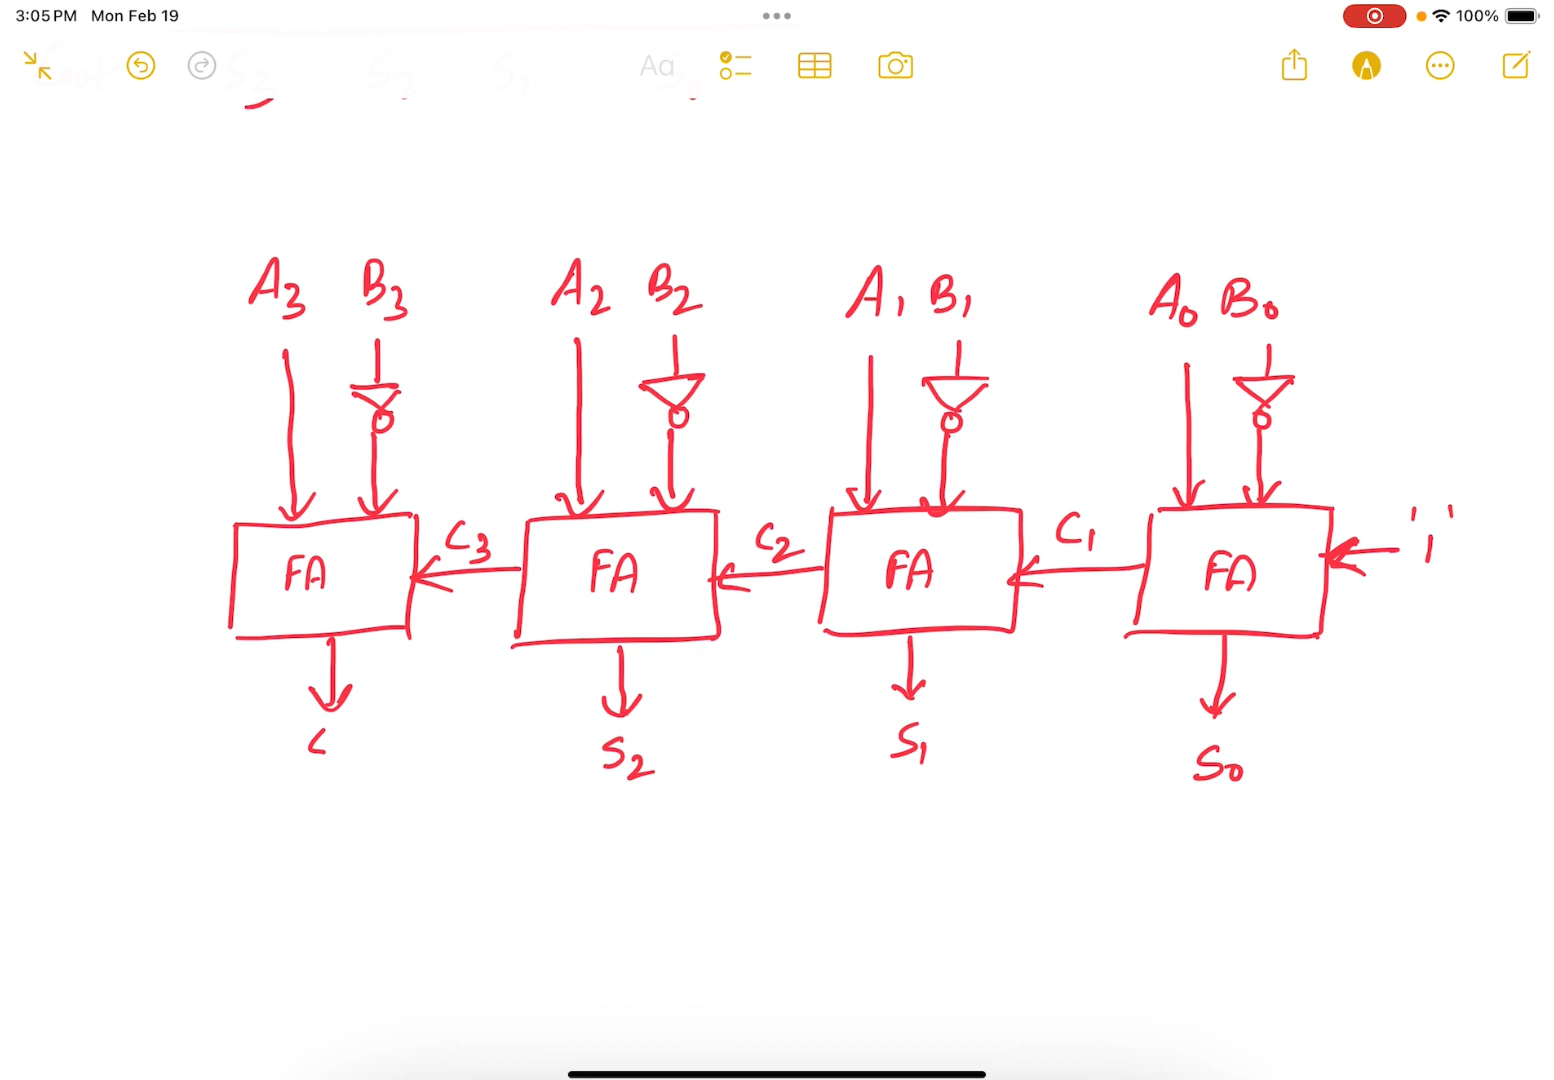 3:05 PM Mon Feb 19
100%
Aa
A3 B3 A2 B2 A1 B1 A0 B0
C3 C2 C1 '1'
FA FA FA FA
S2 S1 S0